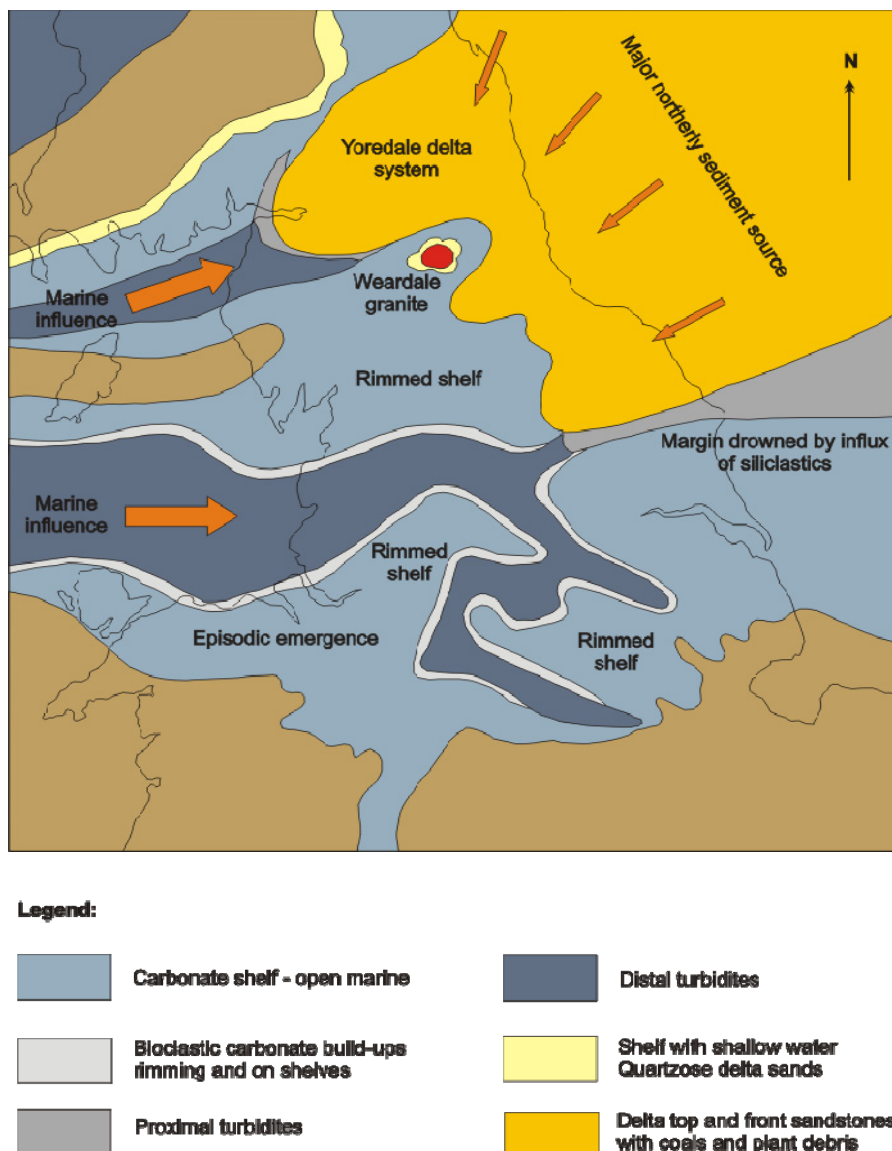 N
Major northerly sediment source
Yoredale delta
system
Weardale
granite
Marine
influence
Rimmed shelf
Margin drowned by influx
of siliclastics
Marine
influence
Rimmed
shelf
Episodic emergence
Rimmed
shelf
Legend:
Carbonate shelf - open marine
Distal turbidites
Bioclastic carbonate build-ups
rimming and on shelves
Shelf with shallow water
Quartzose delta sands
Proximal turbidites
Delta top and front sandstones
with coals and plant debris